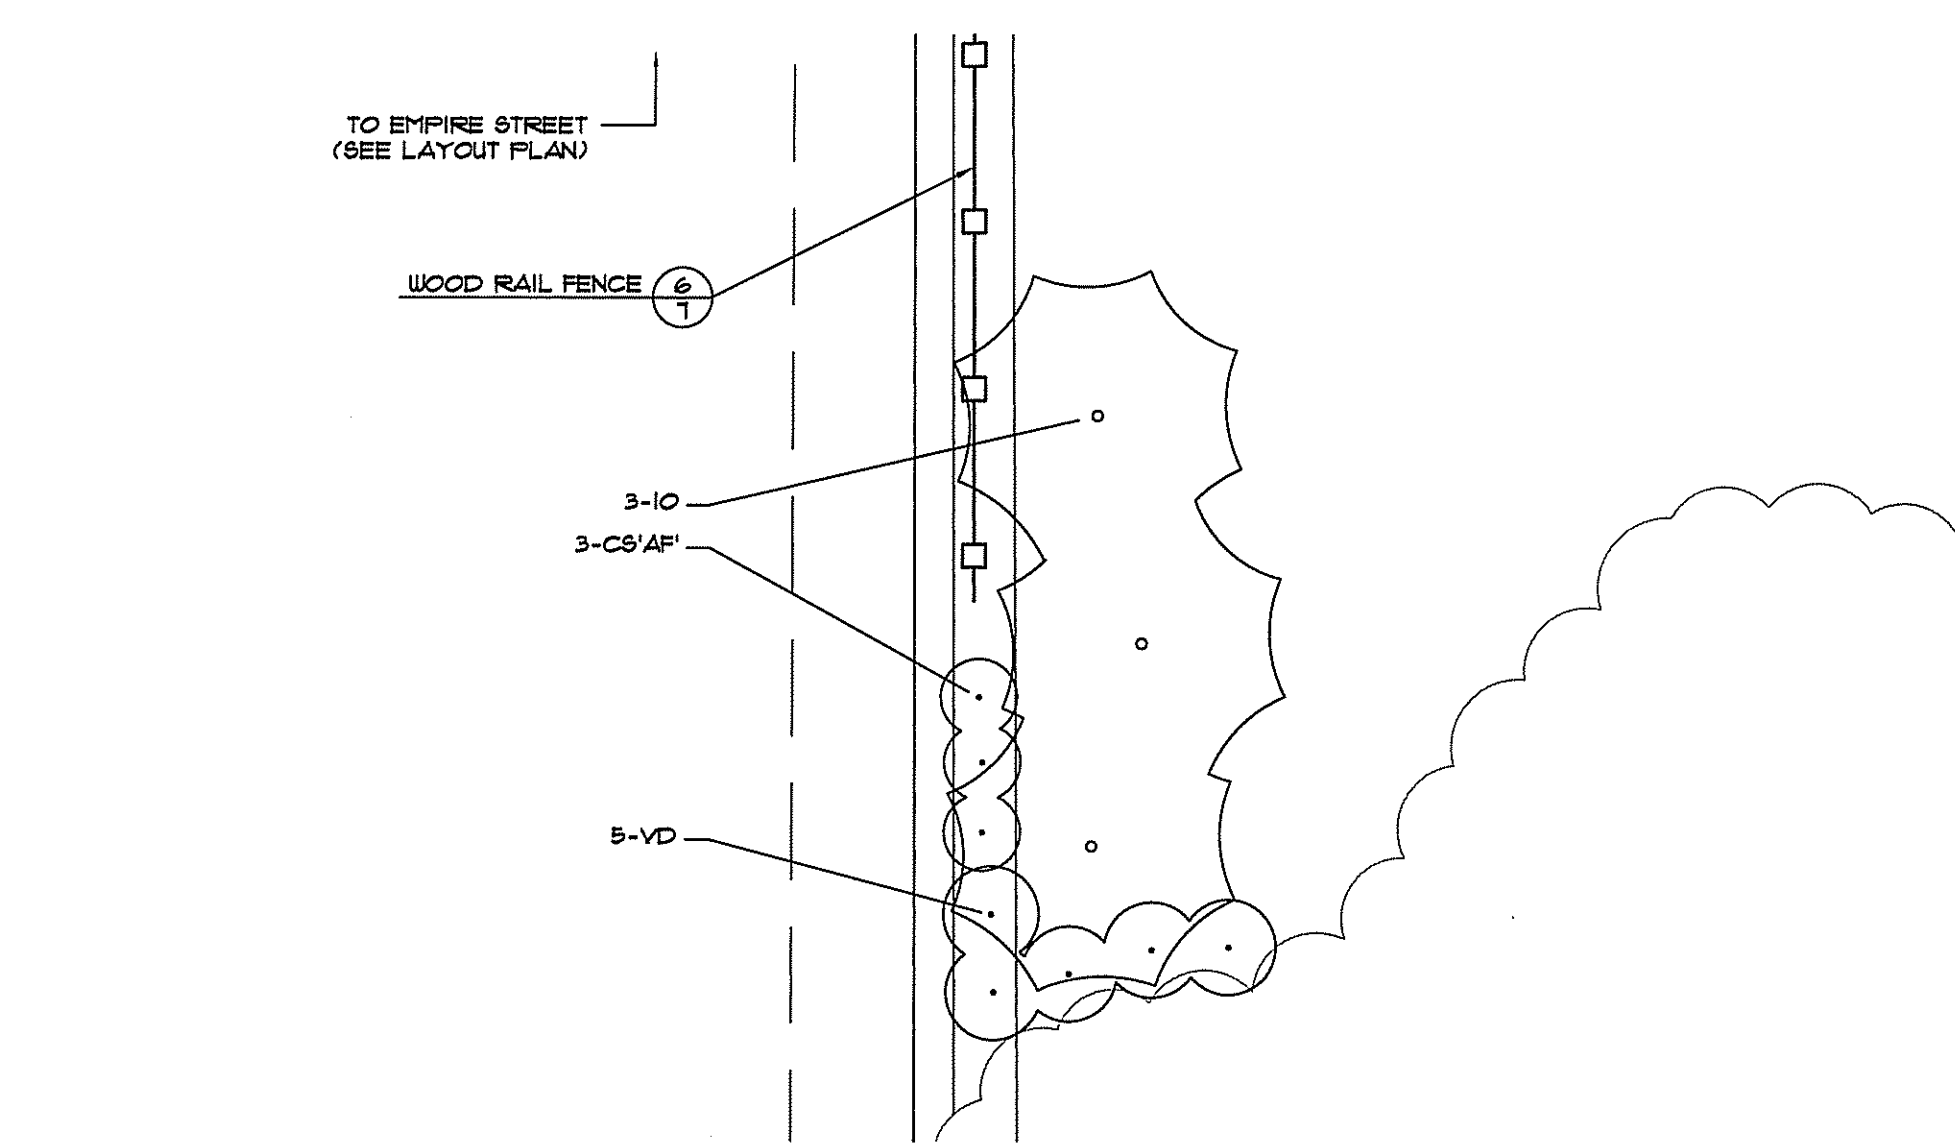 TO EMPIRE STREET
(SEE LAYOUT PLAN)
WOOD RAIL FENCE
6
7
3-IO
3-CS'AF'
5-VD